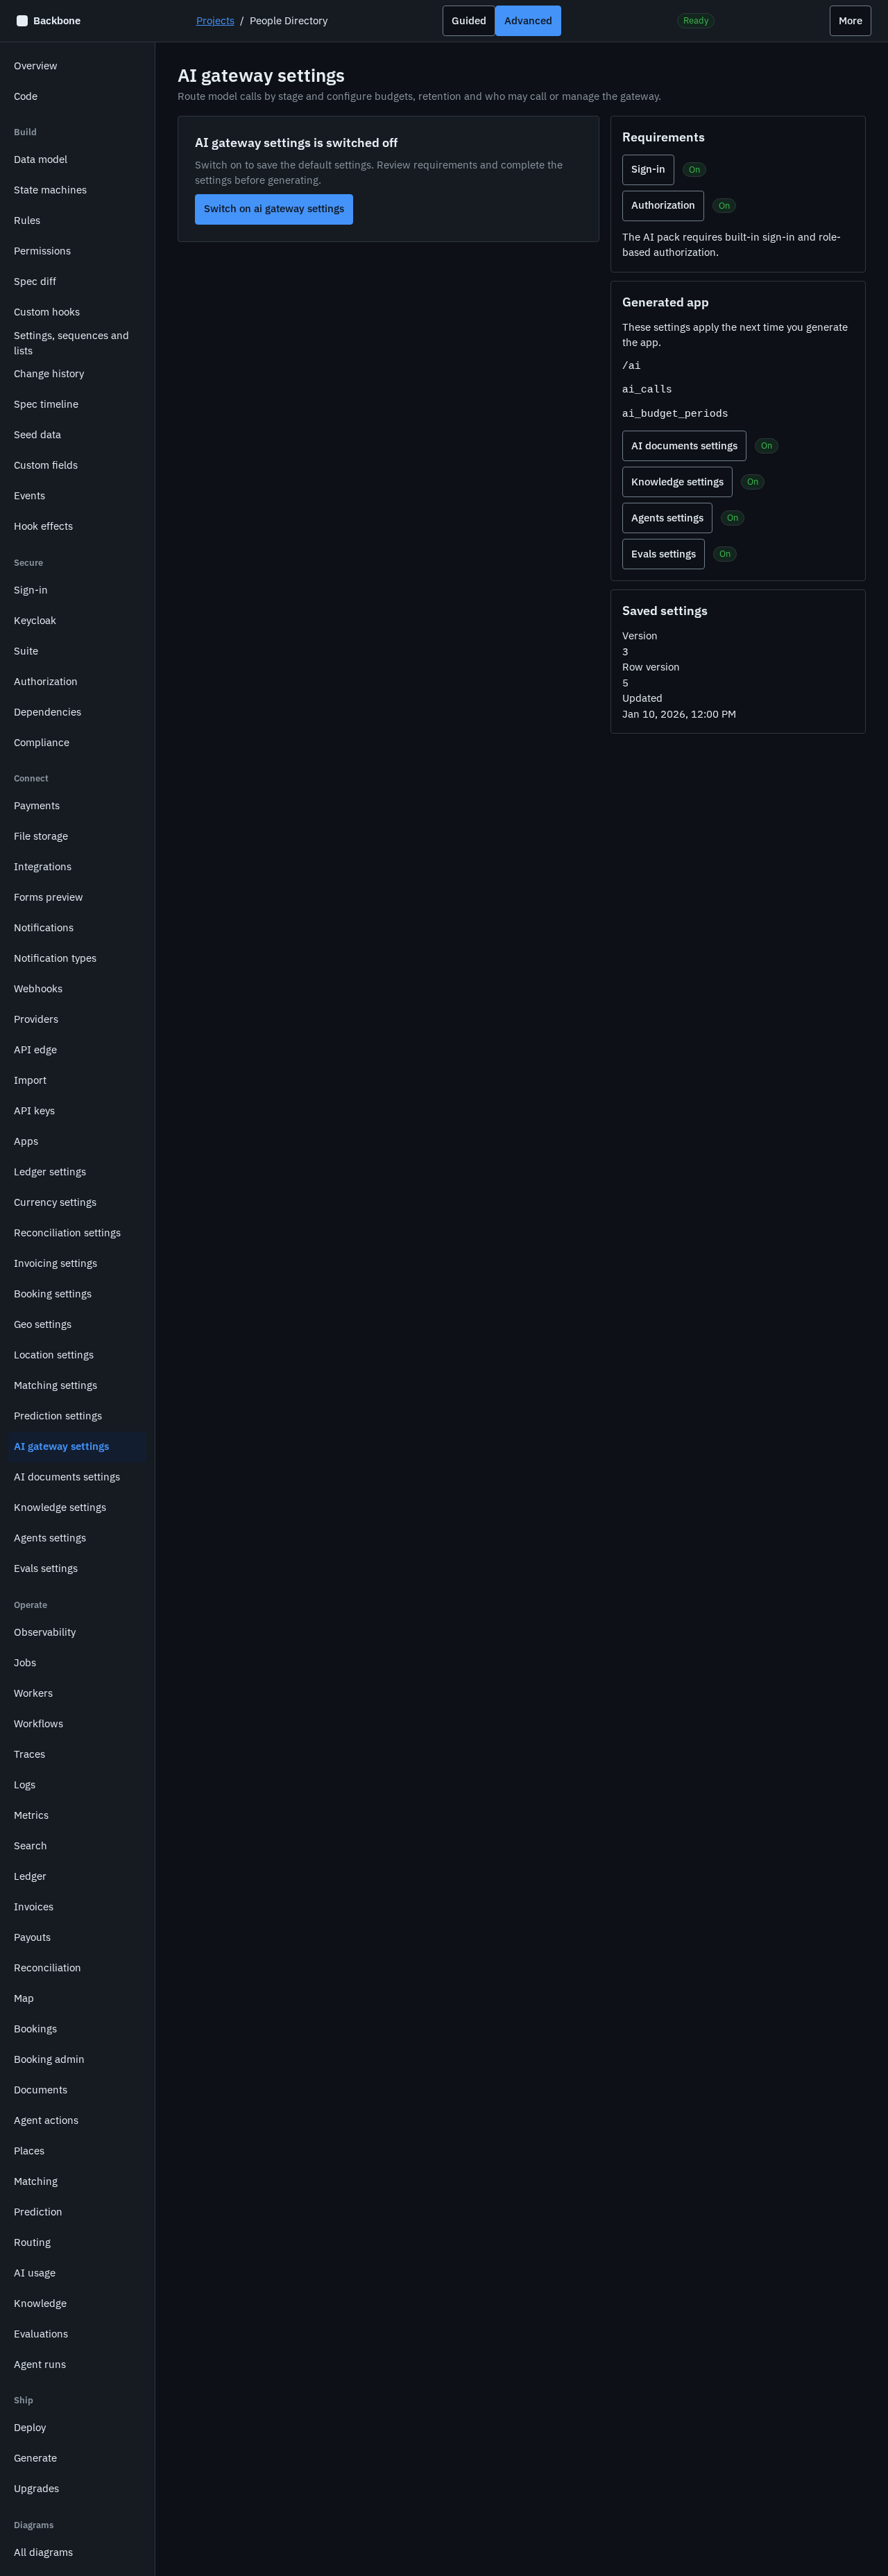 Backbone
Projects / People Directory
Guided
Advanced
Ready
More
Overview
Code
Build
Data model
State machines
Rules
Permissions
Spec diff
Custom hooks
Settings, sequences and
lists
Change history
Spec timeline
Seed data
Custom fields
Events
Hook effects
Secure
Sign-in
Keycloak
Suite
Authorization
Dependencies
Compliance
Connect
Payments
File storage
Integrations
Forms preview
Notifications
Notification types
Webhooks
Providers
API edge
Import
API keys
Apps
Ledger settings
Currency settings
Reconciliation settings
Invoicing settings
Booking settings
Geo settings
Location settings
Matching settings
Prediction settings
AI gateway settings
AI documents settings
Knowledge settings
Agents settings
Evals settings
Operate
Observability
Jobs
Workers
Workflows
Traces
Logs
Metrics
Search
Ledger
Invoices
Payouts
Reconciliation
Map
Bookings
Booking admin
Documents
Agent actions
Places
Matching
Prediction
Routing
AI usage
Knowledge
Evaluations
Agent runs
Ship
Deploy
Generate
Upgrades
Diagrams
All diagrams
AI gateway settings
Route model calls by stage and configure budgets, retention and who may call or manage the gateway.
AI gateway settings is switched off
Switch on to save the default settings. Review requirements and complete the
settings before generating.
Switch on ai gateway settings
Requirements
Sign-in On
Authorization On
The AI pack requires built-in sign-in and role-
based authorization.
Generated app
These settings apply the next time you generate
the app.
/ai
ai_calls
ai_budget_periods
AI documents settings On
Knowledge settings On
Agents settings On
Evals settings On
Saved settings
Version
3
Row version
5
Updated
Jan 10, 2026, 12:00 PM